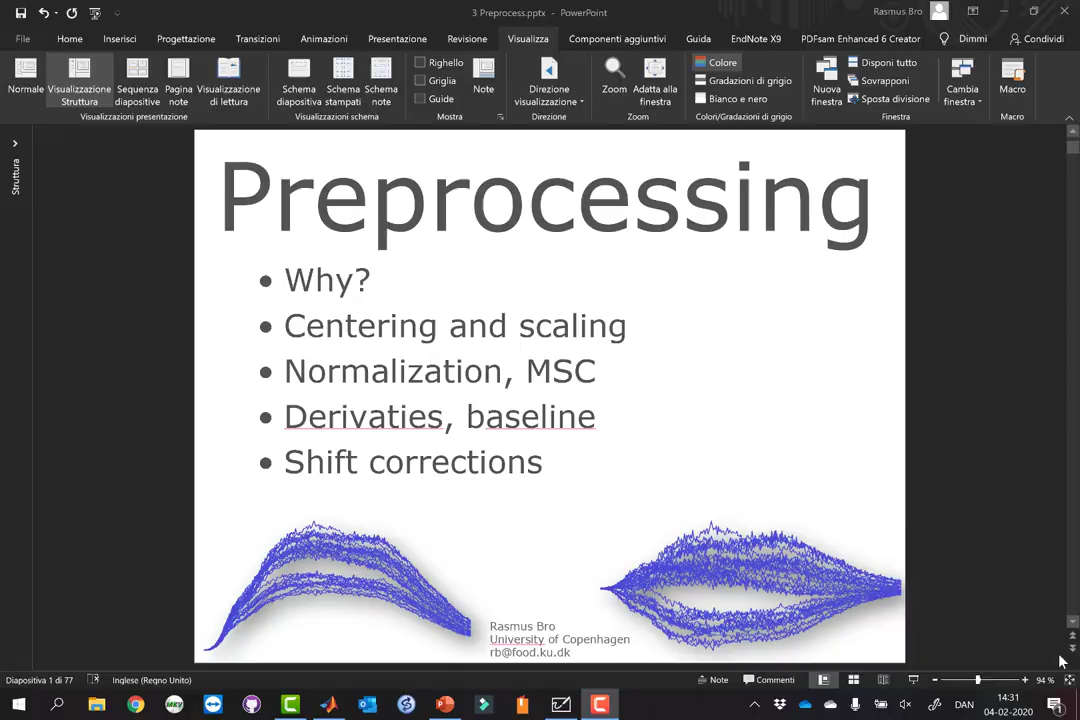 3 Preprocess.pptx - PowerPoint
Rasmus Bro
File Home Inserisci Progettazione Transizioni Animazioni Presentazione Revisione Visualizza Componenti aggiuntivi Guida EndNote X9 PDFsam Enhanced 6 Creator Dimmi Condividi
Normale
Visualizzazione Struttura
Sequenza diapositive
Pagina note
Visualizzazione di lettura
Visualizzazioni presentazione
Schema diapositiva
Schema stampati
Schema note
Visualizzazioni schema
Righello
Griglia
Guide
Note
Mostra
Direzione visualizzazione
Direzione
Zoom
Adatta alla finestra
Zoom
Colore
Gradazioni di grigio
Bianco e nero
Colori/Gradazioni di grigio
Nuova finestra
Disponi tutto
Sovrapponi
Sposta divisione
Cambia finestra
Finestra
Macro
Macro
Struttura
Preprocessing
• Why?
• Centering and scaling
• Normalization, MSC
• Derivaties, baseline
• Shift corrections
Rasmus Bro
University of Copenhagen
rb@food.ku.dk
Diapositiva 1 di 77 Inglese (Regno Unito) Note Commenti 94 %
MKV
DAN
14:31
04-02-2020
1